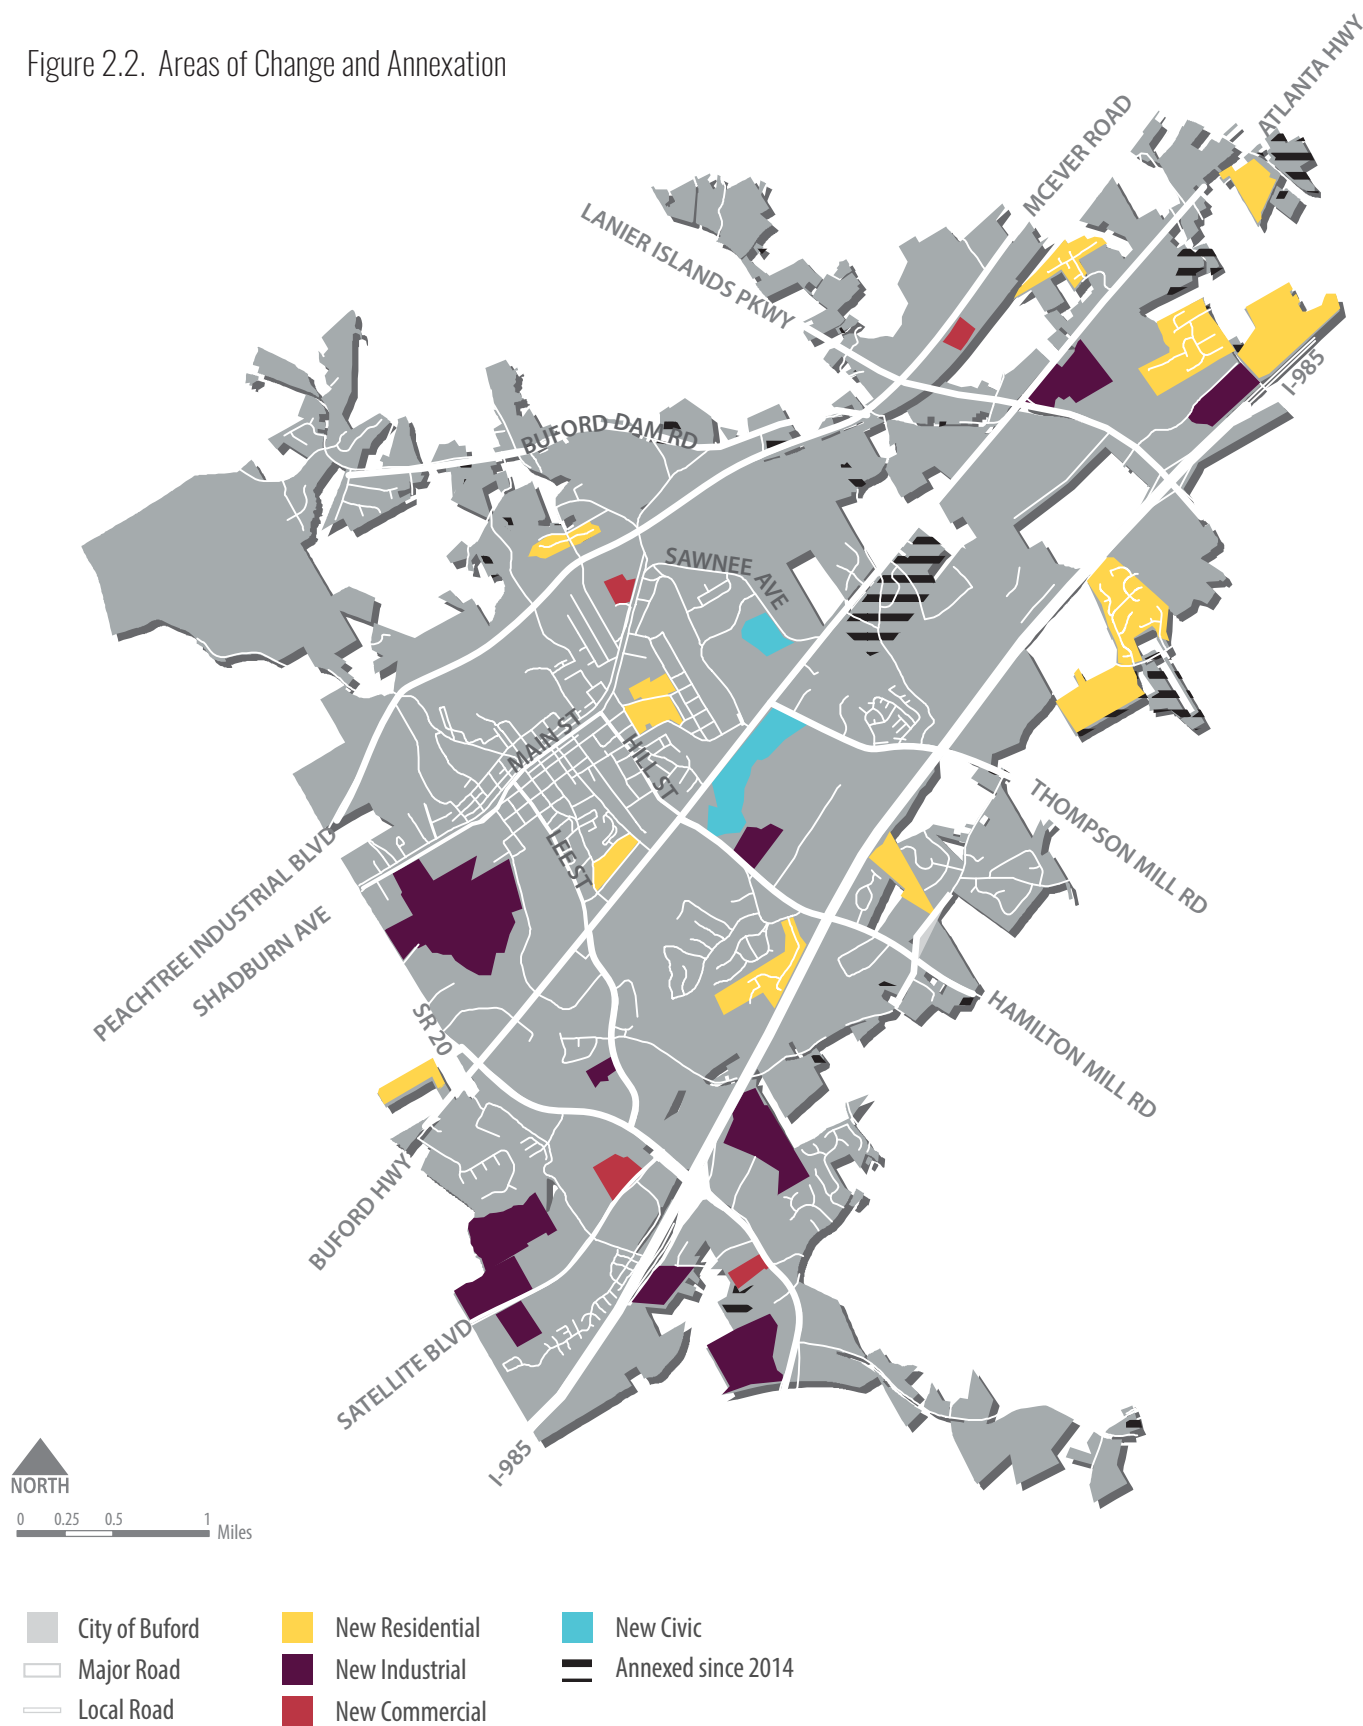 Figure 2.2. Areas of Change and Annexation
ATLANTA HWY
MCEVER ROAD
LANIER ISLANDS PKWY
I-985
BUFORD DAM RD
SAWNEE AVE
MAIN ST
HILL ST
LEE ST
THOMPSON MILL RD
PEACHTREE INDUSTRIAL BLVD
SHADBURN AVE
SR 20
HAMILTON MILL RD
BUFORD HWY
SATELLITE BLVD
I-985
NORTH
0 0.25 0.5 1
Miles
City of Buford
Major Road
Local Road
New Residential
New Industrial
New Commercial
New Civic
Annexed since 2014